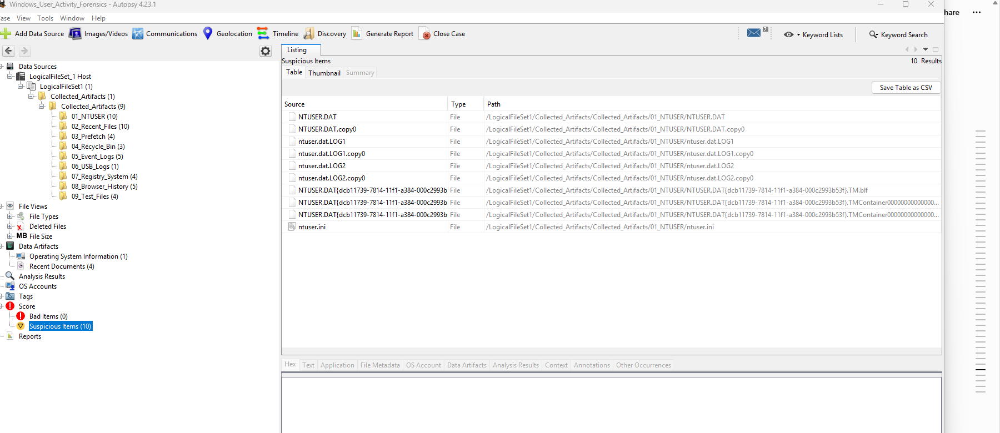 Windows_User_Activity_Forensics - Autopsy 4.23.1
hare ...
ase View Tools Window Help
Add Data Source Images/Videos Communications Geolocation Timeline Discovery Generate Report Close Case 7 Keyword Lists Keyword Search
Data Sources
LogicalFileSet_1 Host
LogicalFileSet1 (1)
Collected_Artifacts (1)
Collected_Artifacts (9)
01_NTUSER (10)
02_Recent_Files (10)
03_Prefetch (4)
04_Recycle_Bin (3)
05_Event_Logs (5)
06_USB_Logs (1)
07_Registry_System (4)
08_Browser_History (5)
09_Test_Files (4)
File Views
File Types
Deleted Files
MB File Size
Data Artifacts
Operating System Information (1)
Recent Documents (4)
Analysis Results
OS Accounts
Tags
Score
Bad Items (0)
Suspicious Items (10)
Reports
Listing
Suspicious Items 10 Results
Table Thumbnail Summary
Save Table as CSV
Source Type Path
NTUSER.DAT File /LogicalFileSet1/Collected_Artifacts/Collected_Artifacts/01_NTUSER/NTUSER.DAT
NTUSER.DAT.copy0 File /LogicalFileSet1/Collected_Artifacts/Collected_Artifacts/01_NTUSER/NTUSER.DAT.copy0
ntuser.dat.LOG1 File /LogicalFileSet1/Collected_Artifacts/Collected_Artifacts/01_NTUSER/ntuser.dat.LOG1
ntuser.dat.LOG1.copy0 File /LogicalFileSet1/Collected_Artifacts/Collected_Artifacts/01_NTUSER/ntuser.dat.LOG1.copy0
ntuser.dat.LOG2 File /LogicalFileSet1/Collected_Artifacts/Collected_Artifacts/01_NTUSER/ntuser.dat.LOG2
ntuser.dat.LOG2.copy0 File /LogicalFileSet1/Collected_Artifacts/Collected_Artifacts/01_NTUSER/ntuser.dat.LOG2.copy0
NTUSER.DAT{dcb11739-7814-11f1-a384-000c2993b File /LogicalFileSet1/Collected_Artifacts/Collected_Artifacts/01_NTUSER/NTUSER.DAT{dcb11739-7814-11f1-a384-000c2993b53f}.TM.blf
NTUSER.DAT{dcb11739-7814-11f1-a384-000c2993b File /LogicalFileSet1/Collected_Artifacts/Collected_Artifacts/01_NTUSER/NTUSER.DAT{dcb11739-7814-11f1-a384-000c2993b53f}.TMContainer00000000000000...
NTUSER.DAT{dcb11739-7814-11f1-a384-000c2993b File /LogicalFileSet1/Collected_Artifacts/Collected_Artifacts/01_NTUSER/NTUSER.DAT{dcb11739-7814-11f1-a384-000c2993b53f}.TMContainer00000000000000...
ntuser.ini File /LogicalFileSet1/Collected_Artifacts/Collected_Artifacts/01_NTUSER/ntuser.ini
Hex Text Application File Metadata OS Account Data Artifacts Analysis Results Context Annotations Other Occurrences